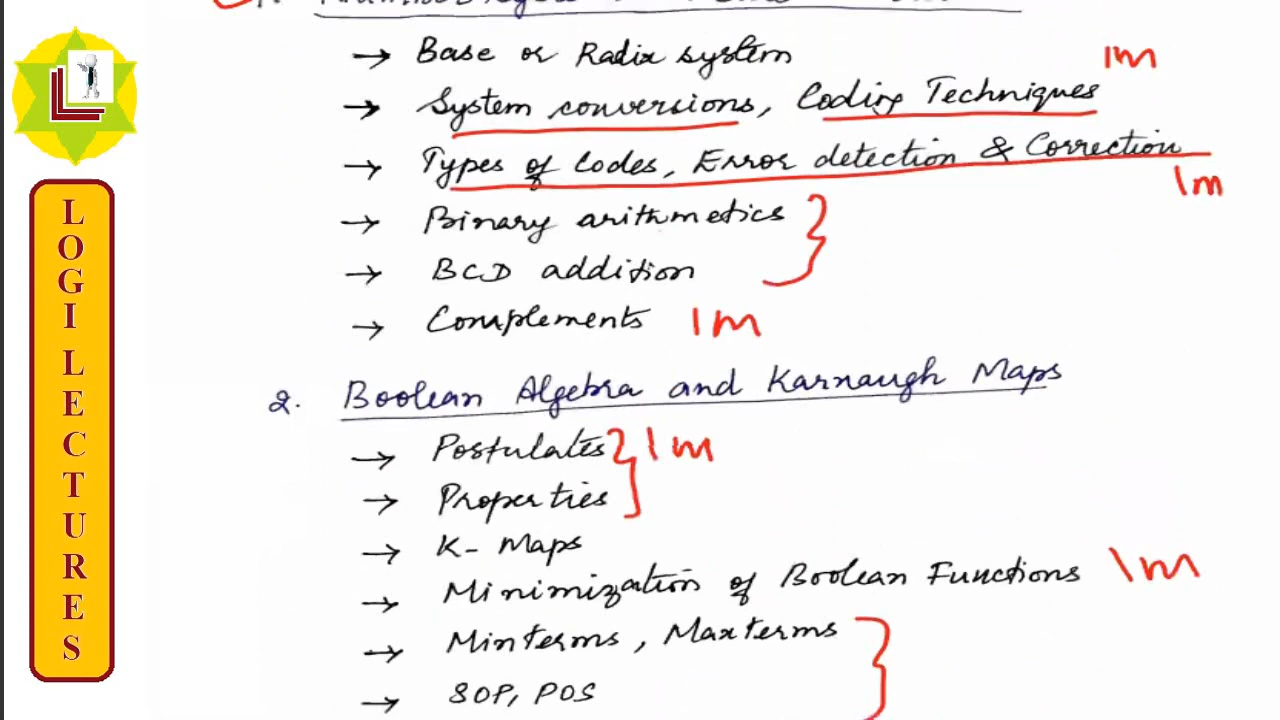 → Base or Radix system
1m
→ System conversions, Coding Techniques
→ Types of Codes, Error detection & Correction
1m
→ Binary arithmetics
→ BCD addition
→ Complements 1m
2. Boolean Algebra and Karnaugh Maps
→ Postulates 1m
→ Properties
→ K- Maps
→ Minimization of Boolean Functions 1m
→ Minterms, Maxterms
→ SOP, POS
L
LOGI LECTURES